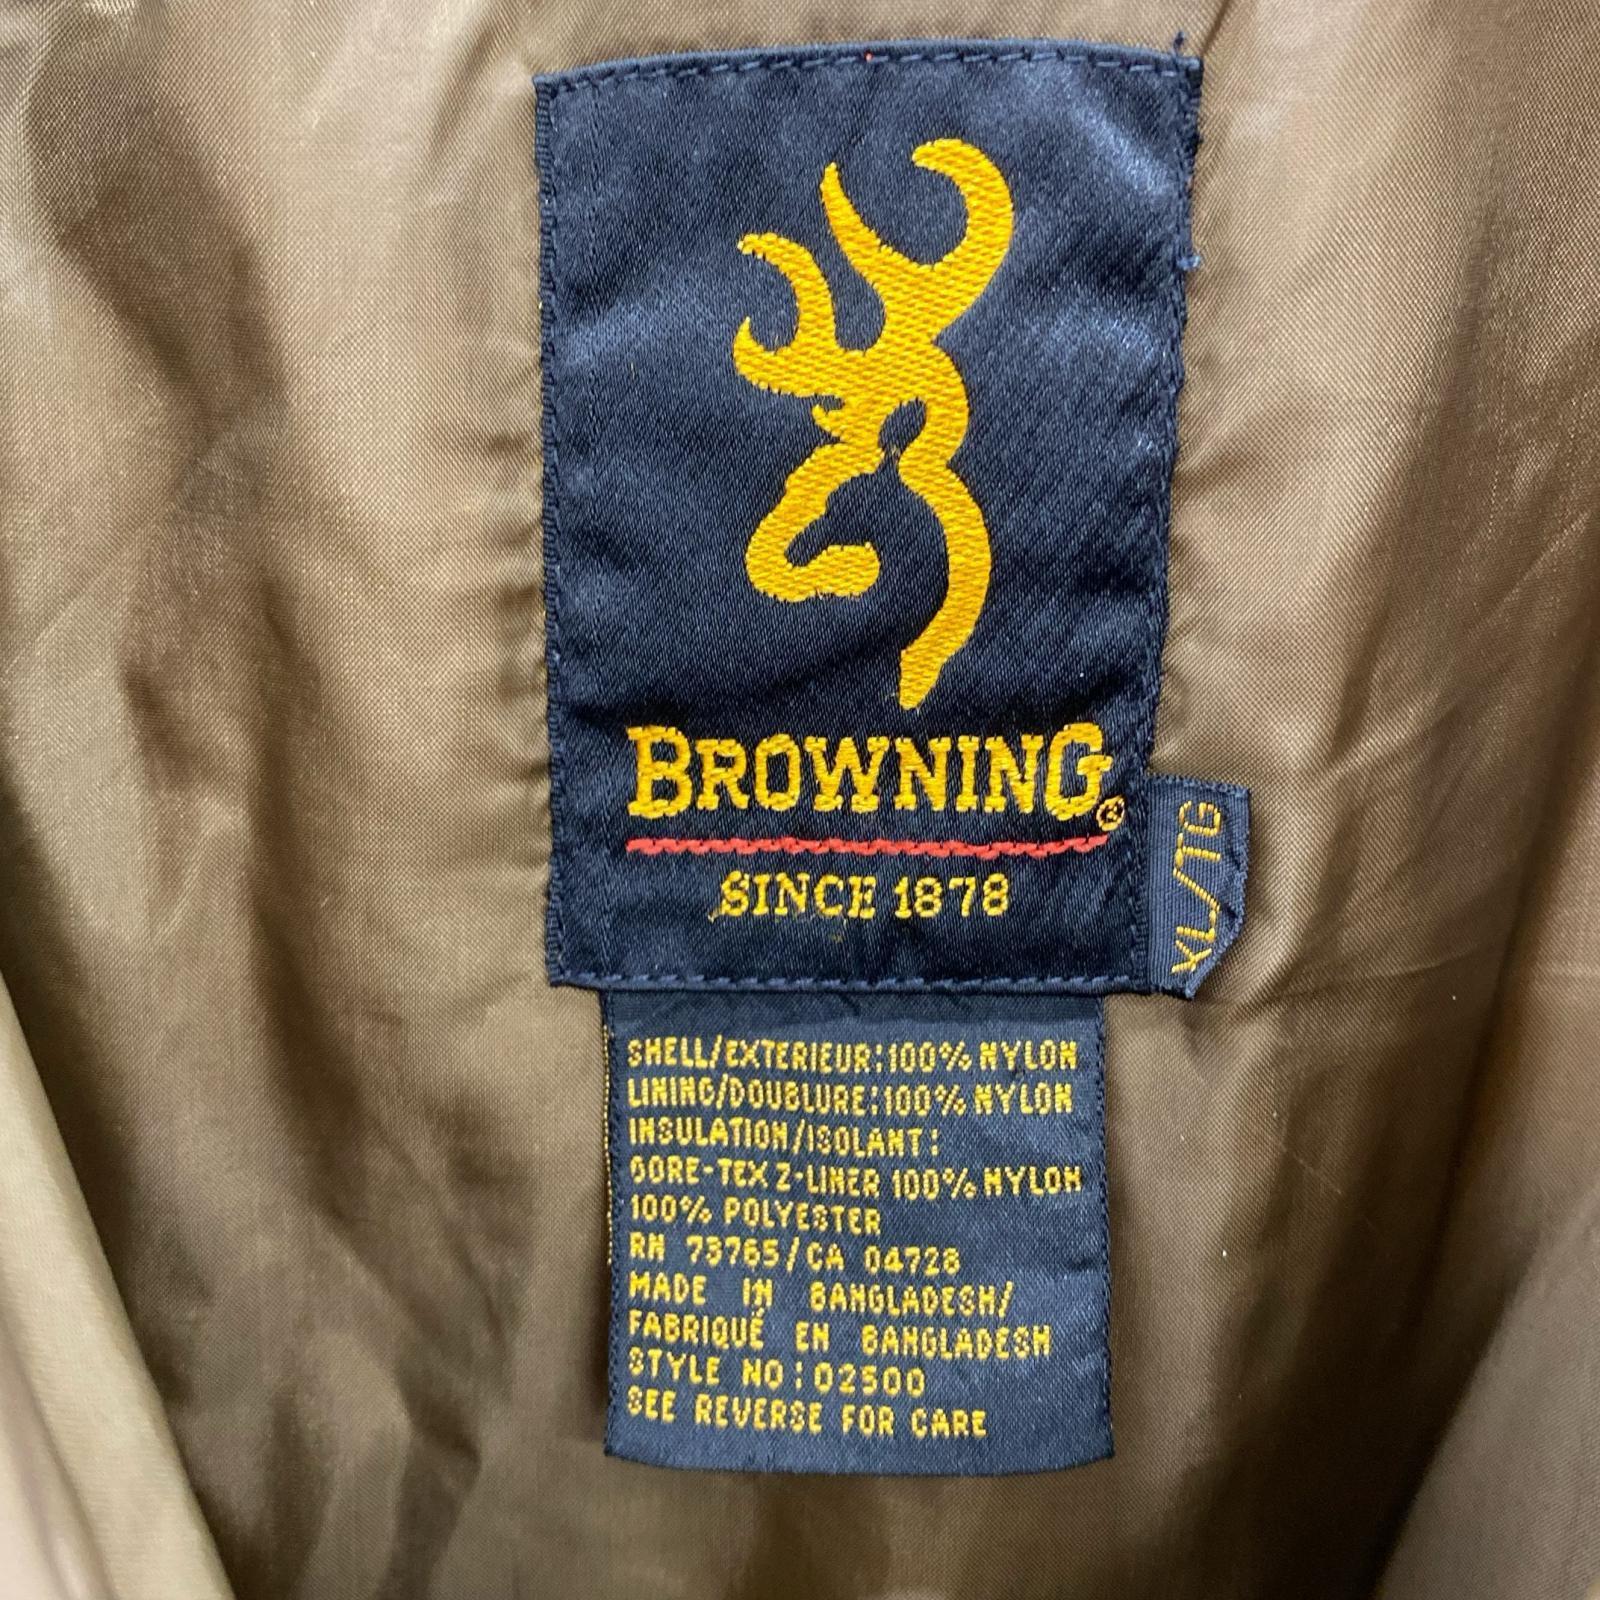 BROWNING®
SINCE 1878
XL/TG
SHELL/EXTERIEUR:100% NYLON
LINING/DOUBLURE:100% NYLON
INSULATION/ISOLANT:
GORE-TEX Z-LINER 100% NYLON
100% POLYESTER
RN 73765/CA 04728
MADE IN BANGLADESH/
FABRIQUÉ EN BANGLADESH
STYLE NO:02500
SEE REVERSE FOR CARE